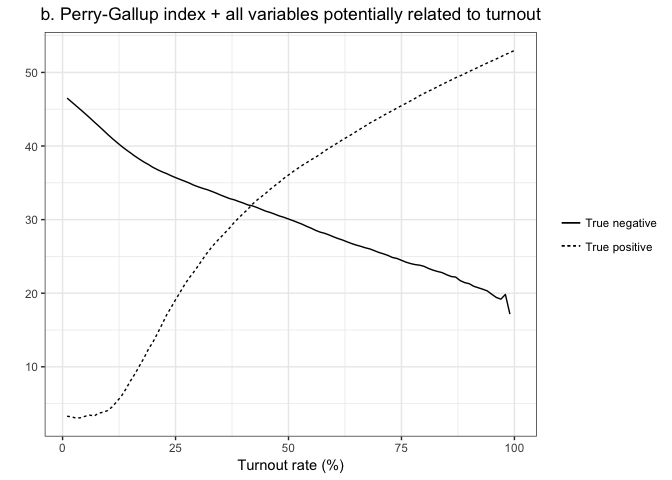 b. Perry-Gallup index + all variables potentially related to turnout
50
40
30
20
10
True negative
True positive
0 25 50 75 100
Turnout rate (%)